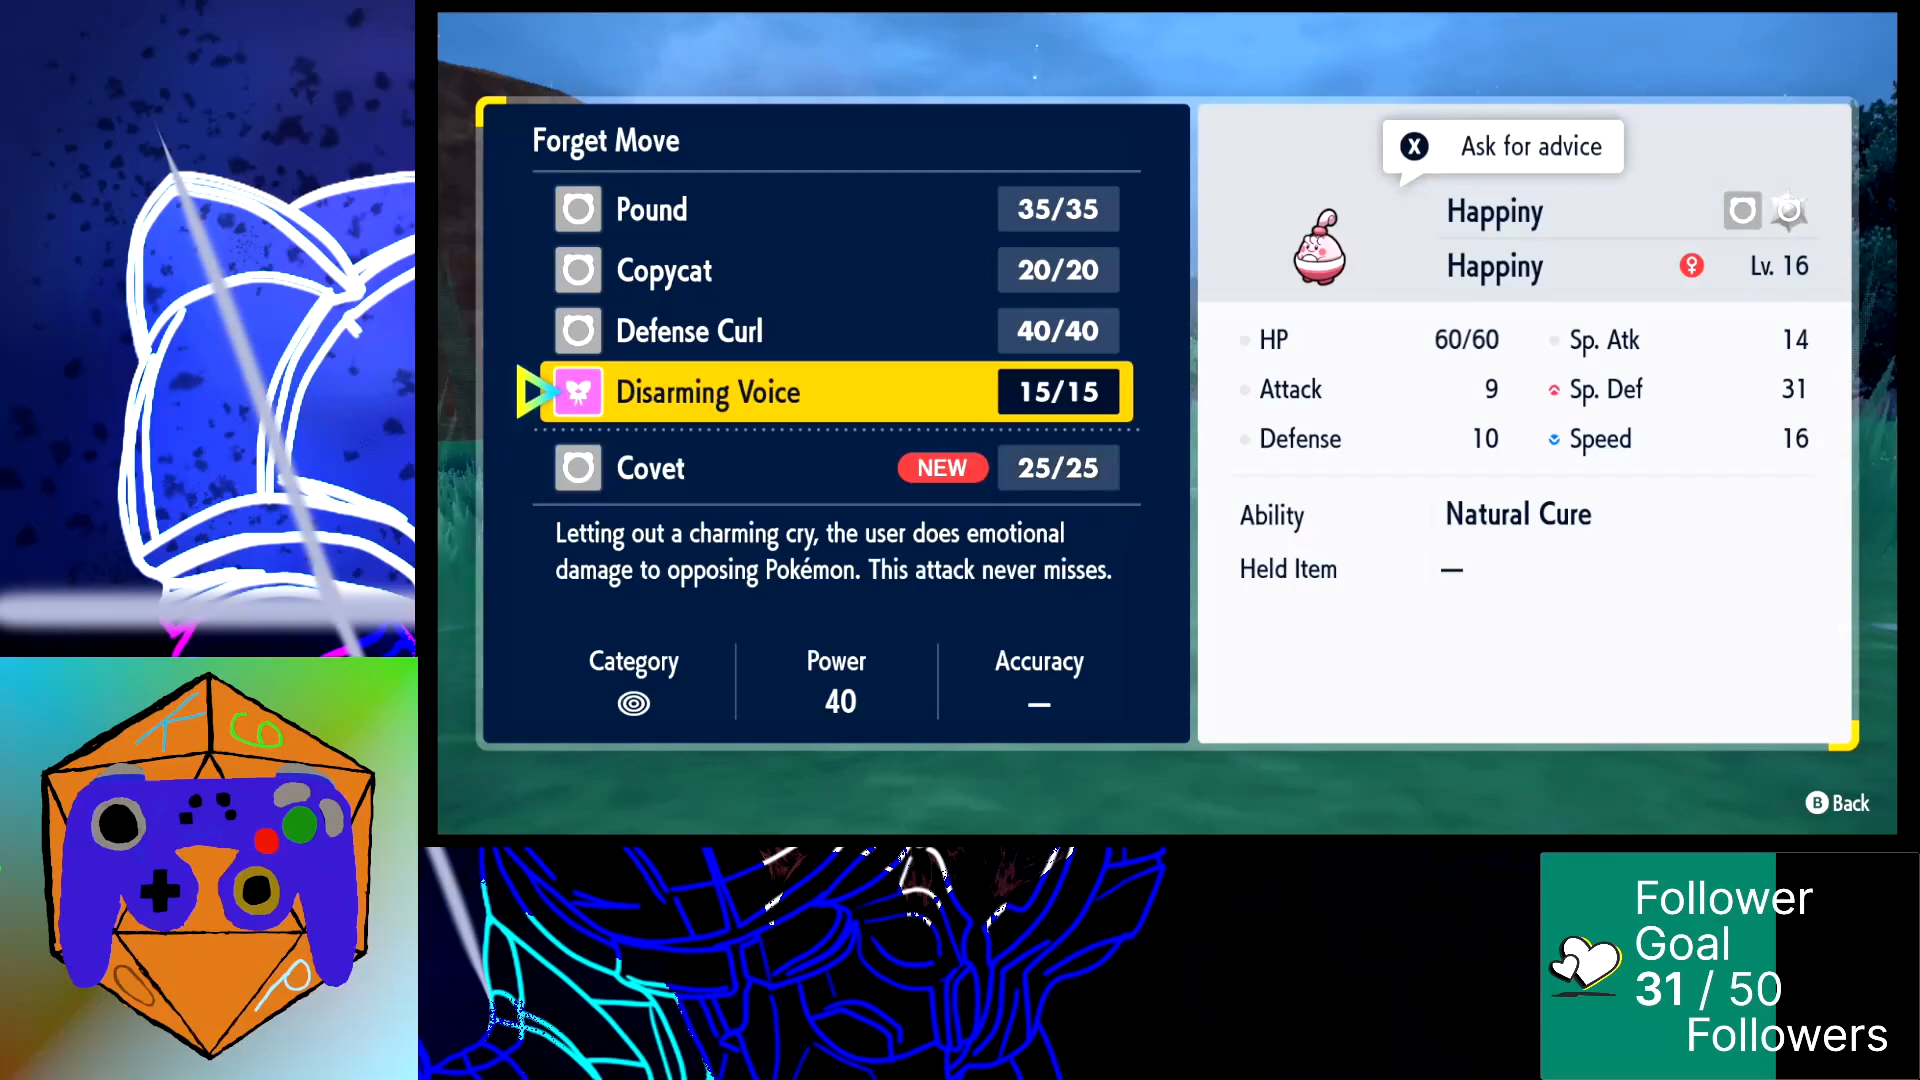 Forget Move
Pound 35/35
Copycat 20/20
Defense Curl 40/40
Disarming Voice 15/15
Covet NEW 25/25
Letting out a charming cry, the user does emotional
damage to opposing Pokémon. This attack never misses.
Category Power Accuracy
40 —
X Ask for advice
Happiny
Happiny Lv. 16
HP 60/60 Sp. Atk 14
Attack 9 Sp. Def 31
Defense 10 Speed 16
Ability Natural Cure
Held Item —
B Back
K G
O P
Follower
Goal
31 / 50
Followers